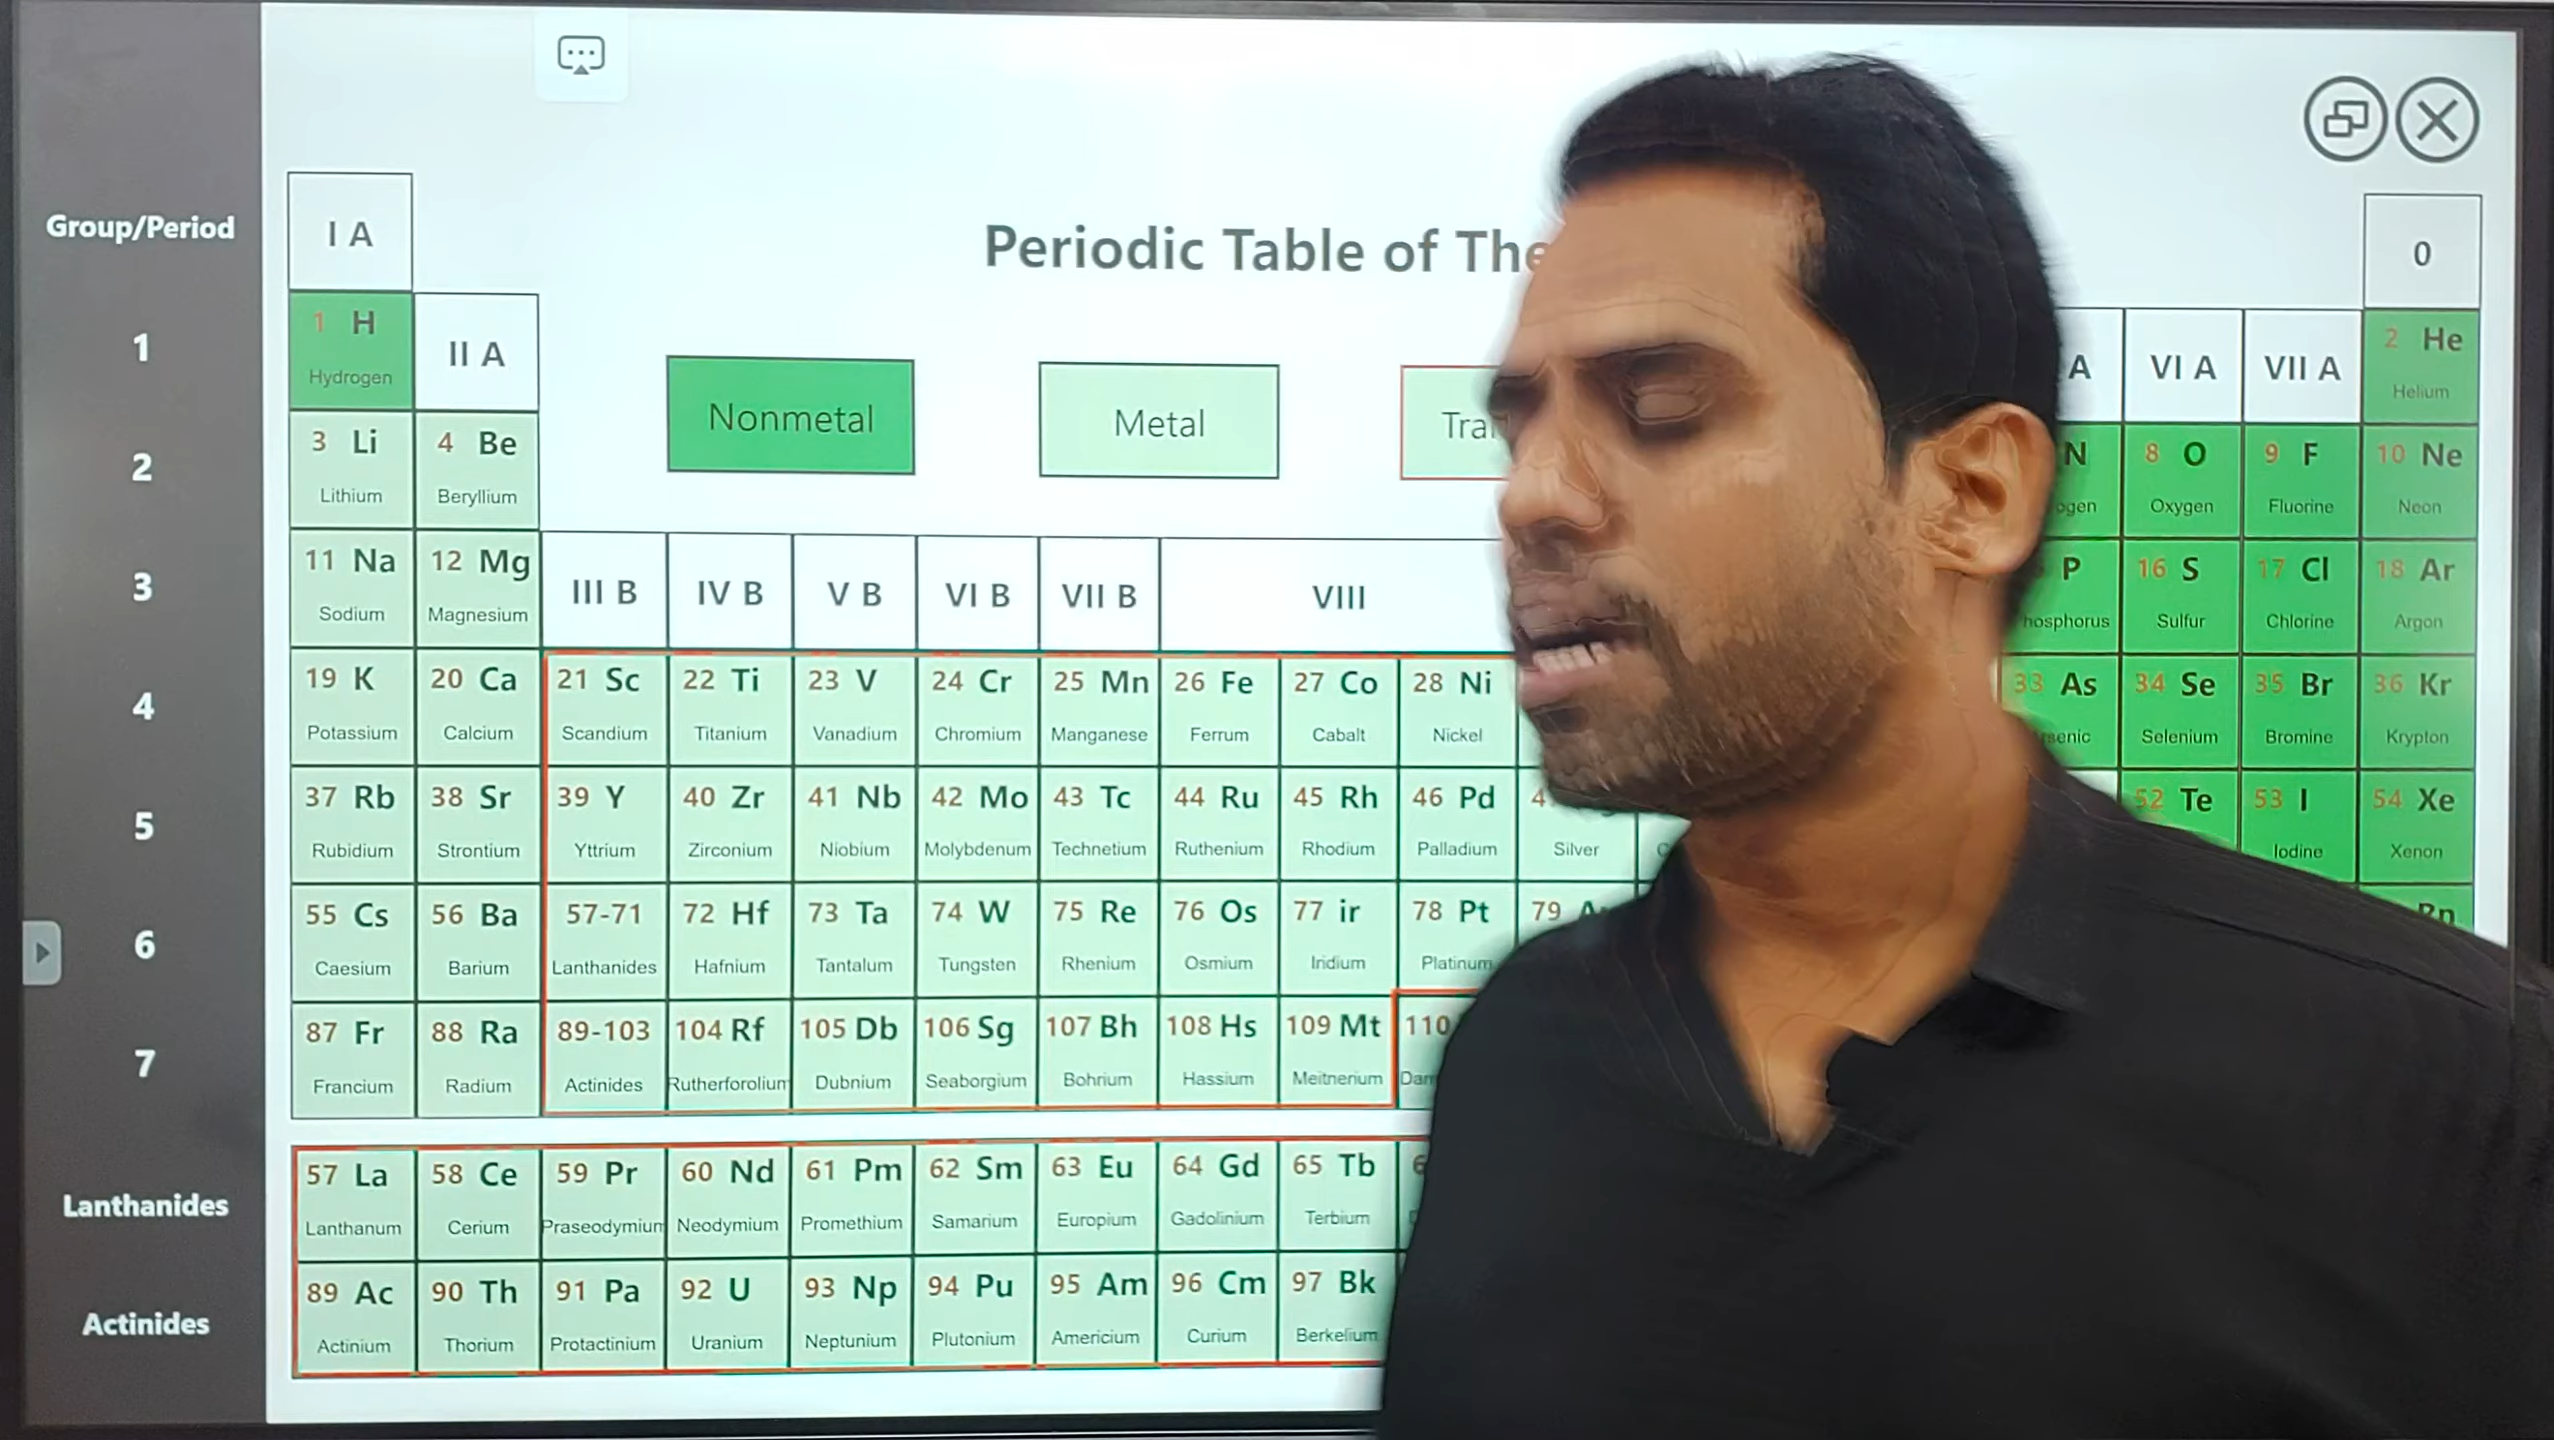 Group/Period
I A
0
Periodic Table of The
1
1 H
Hydrogen
II A
Nonmetal
Metal
A
VI A
VII A
2 He
Helium
2
3 Li
Lithium
4 Be
Beryllium
N
8 O
Oxygen
9 F
Fluorine
10 Ne
Neon
3
11 Na
Sodium
12 Mg
Magnesium
III B
IV B
V B
VI B
VII B
VIII
P
16 S
Sulfur
17 Cl
Chlorine
18 Ar
Argon
4
19 K
Potassium
20 Ca
Calcium
21 Sc
Scandium
22 Ti
Titanium
23 V
Vanadium
24 Cr
Chromium
25 Mn
Manganese
26 Fe
Ferrum
27 Co
Cabalt
28 Ni
Nickel
33 As
34 Se
Selenium
35 Br
Bromine
36 Kr
Krypton
5
37 Rb
Rubidium
38 Sr
Strontium
39 Y
Yttrium
40 Zr
Zirconium
41 Nb
Niobium
42 Mo
Molybdenum
43 Tc
Technetium
44 Ru
Ruthenium
45 Rh
Rhodium
46 Pd
Palladium
Silver
52 Te
53 I
Iodine
54 Xe
Xenon
6
55 Cs
Caesium
56 Ba
Barium
57-71
Lanthanides
72 Hf
Hafnium
73 Ta
Tantalum
74 W
Tungsten
75 Re
Rhenium
76 Os
Osmium
77 ir
Iridium
78 Pt
Platinum
79
Rn
7
87 Fr
Francium
88 Ra
Radium
89-103
Actinides
104 Rf
Rutherforolium
105 Db
Dubnium
106 Sg
Seaborgium
107 Bh
Bohrium
108 Hs
Hassium
109 Mt
Meitnerium
110
Lanthanides
57 La
Lanthanum
58 Ce
Cerium
59 Pr
Praseodymium
60 Nd
Neodymium
61 Pm
Promethium
62 Sm
Samarium
63 Eu
Europium
64 Gd
Gadolinium
65 Tb
Terbium
Actinides
89 Ac
Actinium
90 Th
Thorium
91 Pa
Protactinium
92 U
Uranium
93 Np
Neptunium
94 Pu
Plutonium
95 Am
Americium
96 Cm
Curium
97 Bk
Berkelium